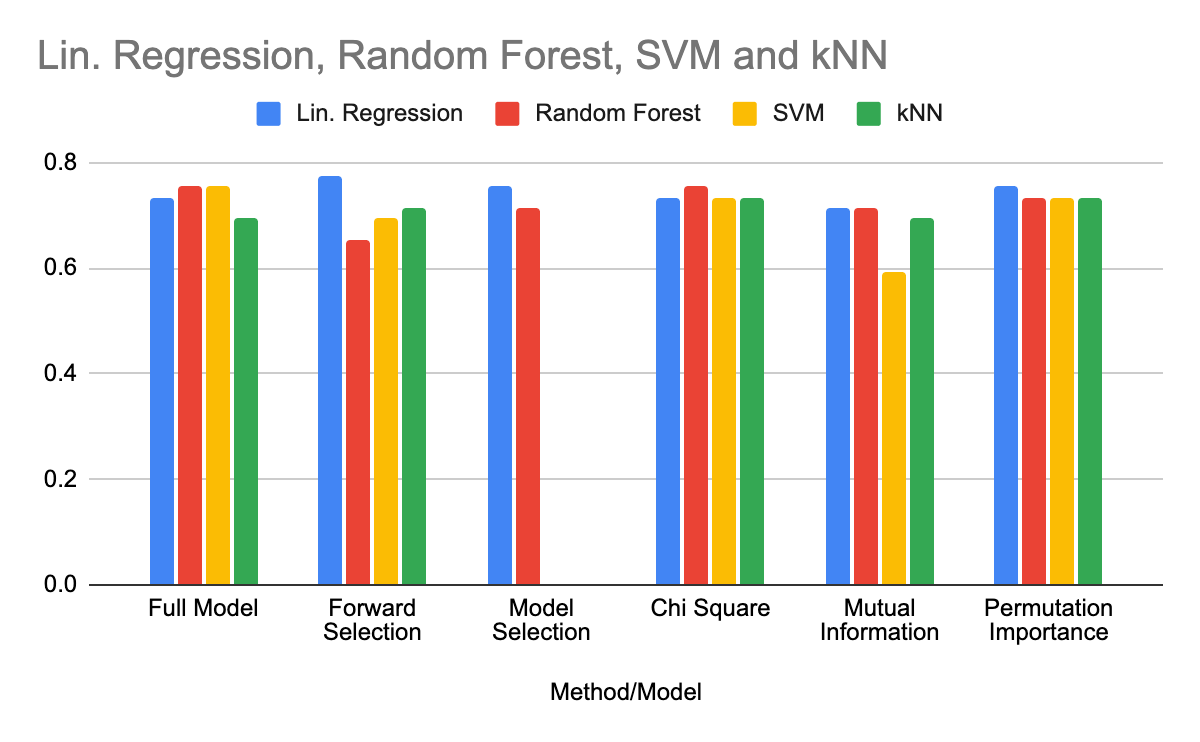 Lin. Regression, Random Forest, SVM and kNN
Lin. Regression Random Forest SVM kNN
0.8
0.6
0.4
0.2
0.0
Full Model Forward Selection Model Selection Chi Square Mutual Information Permutation Importance
Method/Model